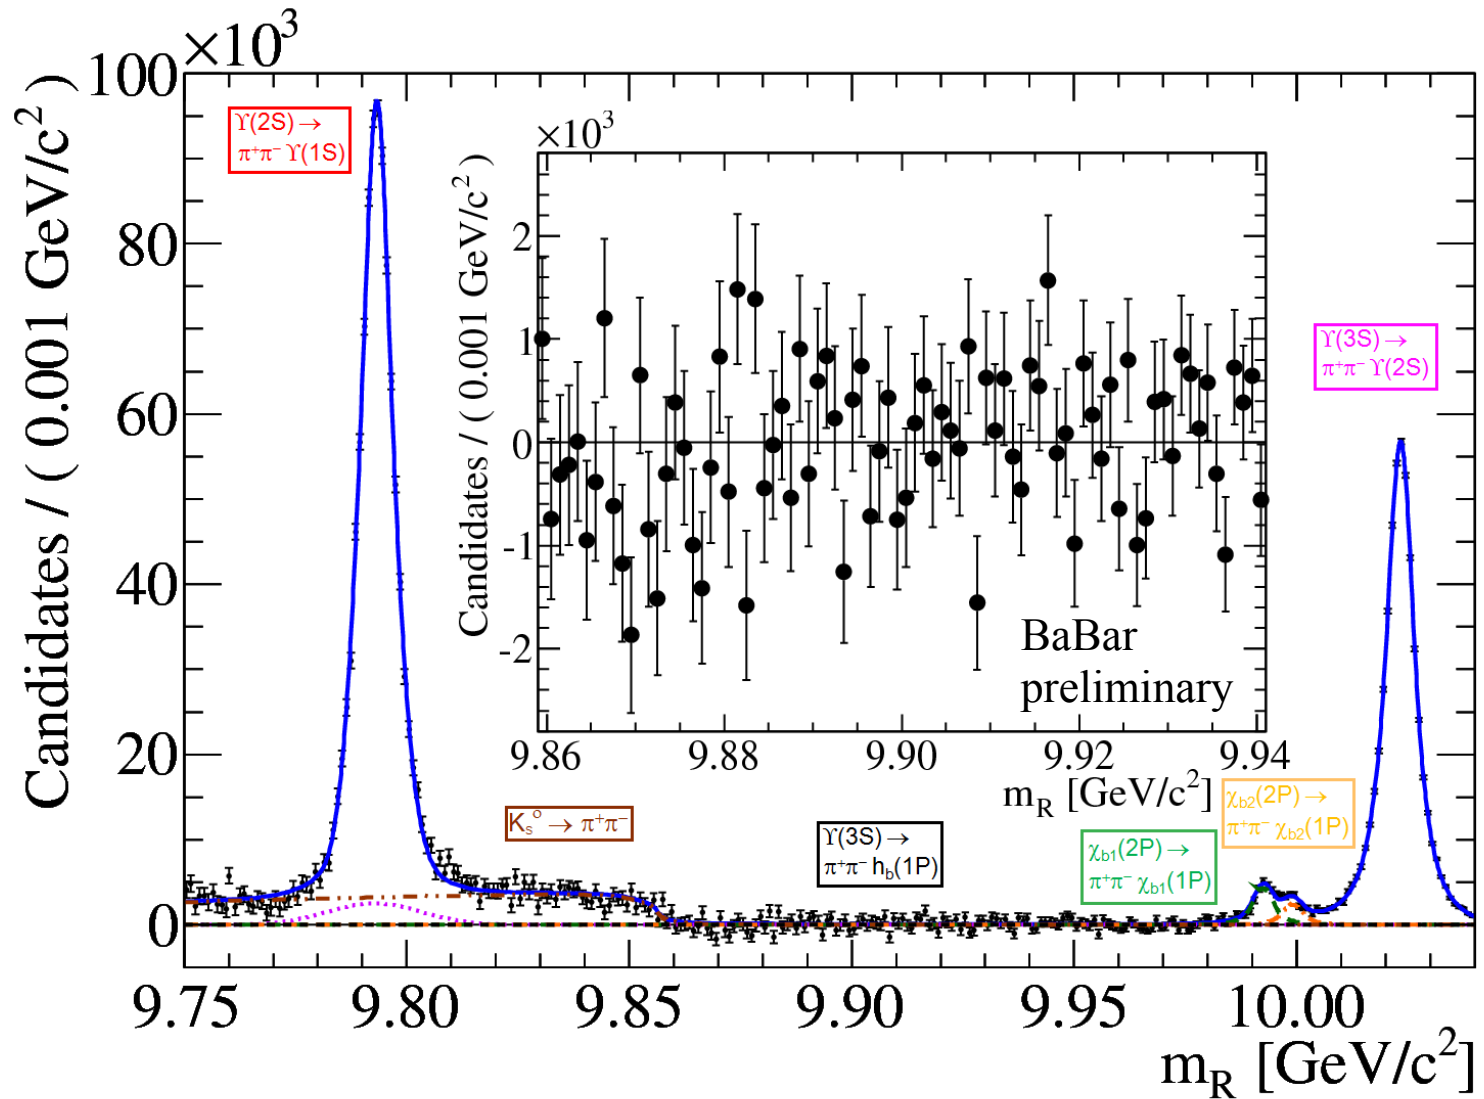 ×10³
Candidates / ( 0.001 GeV/c²)
100
80
60
40
20
0
9.75
9.80
9.85
9.90
9.95
10.00
m_R [GeV/c²]
ϒ(2S) →
π⁺π⁻ ϒ(1S)
×10³
Candidates / ( 0.001 GeV/c²)
2
1
0
-1
-2
BaBar
preliminary
9.86
9.88
9.90
9.92
9.94
m_R [GeV/c²]
ϒ(3S) →
π⁺π⁻ ϒ(2S)
K_s⁰ → π⁺π⁻
ϒ(3S) →
π⁺π⁻ h_b(1P)
χ_b1(2P) →
π⁺π⁻ χ_b1(1P)
χ_b2(2P) →
π⁺π⁻ χ_b2(1P)